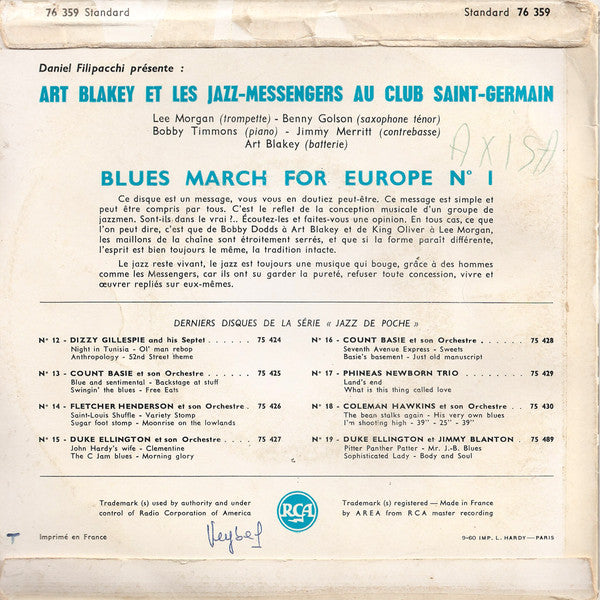 76 359 Standard
Standard 76 359
Daniel Filipacchi présente :
ART BLAKEY ET LES JAZZ-MESSENGERS AU CLUB SAINT-GERMAIN
Lee Morgan (trompette) - Benny Golson (saxophone ténor)
Bobby Timmons (piano) - Jimmy Merritt (contrebasse)
Art Blakey (batterie)
AXISA
BLUES MARCH FOR EUROPE N° 1
Ce disque est un message, vous vous en doutiez peut-être. Ce message est simple et
peut être compris par tous. C'est le reflet de la conception musicale d'un groupe de
jazzmen. Sont-ils dans le vrai ?.. Écoutez-les et faites-vous une opinion. En tous cas, ce que
l'on peut dire, c'est que de Bobby Dodds à Art Blakey et de King Oliver à Lee Morgan,
les maillons de la chaîne sont étroitement serrés, et que si la forme paraît différente,
l'esprit est bien toujours le même, la tradition intacte.
Le jazz reste vivant, le jazz est toujours une musique qui bouge, grâce à des hommes
comme les Messengers, car ils ont su garder la pureté, refuser toute concession, vivre et
œuvrer repliés sur eux-mêmes.
DERNIERS DISQUES DE LA SÉRIE « JAZZ DE POCHE »
N° 12 - DIZZY GILLESPIE and his Septet . . . . . 75 424
Night in Tunisia - Ol' man rebop
Anthropology - 52nd Street theme
N° 13 - COUNT BASIE et son Orchestre . . . . . 75 425
Blue and sentimental - Backstage at stuff
Swingin' the blues - Free Eats
N° 14 - FLETCHER HENDERSON et son Orchestre . 75 426
Saint-Louis Shuffle - Variety Stomp
Sugar foot stomp - Moonrise on the lowlands
N° 15 - DUKE ELLINGTON et son Orchestre . . . 75 427
John Hardy's wife - Clementine
The C Jam blues - Morning glory
N° 16 - COUNT BASIE et son Orchestre . . . . . . 75 428
Seventh Avenue Express - Sweets
Basie's basement - Just old manuscript
N° 17 - PHINEAS NEWBORN TRIO . . . . . . . . 75 429
Land's end
What is this thing called love
N° 18 - COLEMAN HAWKINS et son Orchestre . . . . 75 430
The bean stalks again - His very own blues
I'm shooting high - 39" - 25" - 39"
N° 19 - DUKE ELLINGTON et JIMMY BLANTON . . 75 489
Pitter Panther Patter - Mr. J.-B. Blues
Sophisticated Lady - Body and Soul
Trademark (s) used by authority and under
control of Radio Corporation of America
RCA
Trademark (s) registered — Made in France
by A R E A from RCA master recording
T
Imprimé en France
9-60 IMP. L. HARDY—PARIS